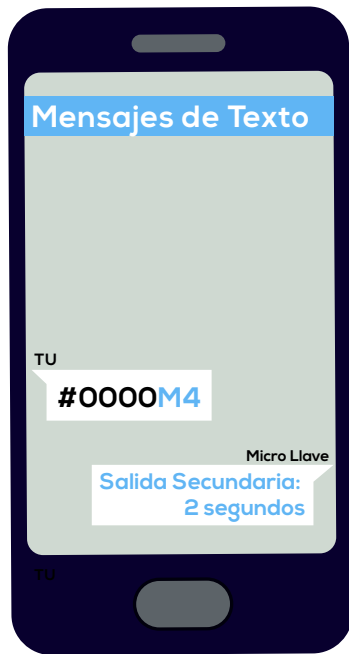 Mensajes de Texto
TU
#0000M4
Micro Llave
Salida Secundaria:
2 segundos
TU